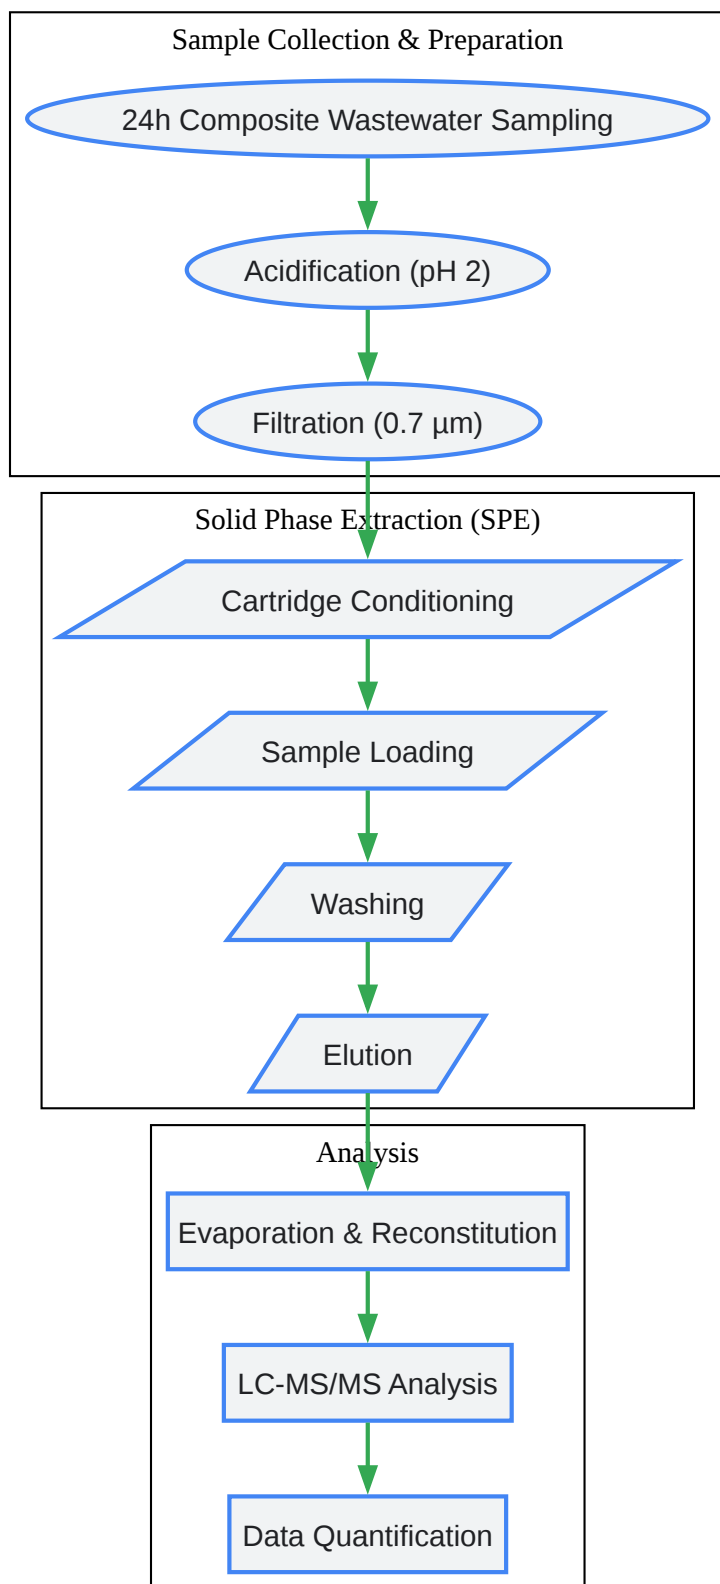 Sample Collection & Preparation
24h Composite Wastewater Sampling
Acidification (pH 2)
Filtration (0.7 µm)
Solid Phase Extraction (SPE)
Cartridge Conditioning
Sample Loading
Washing
Elution
Analysis
Evaporation & Reconstitution
LC-MS/MS Analysis
Data Quantification